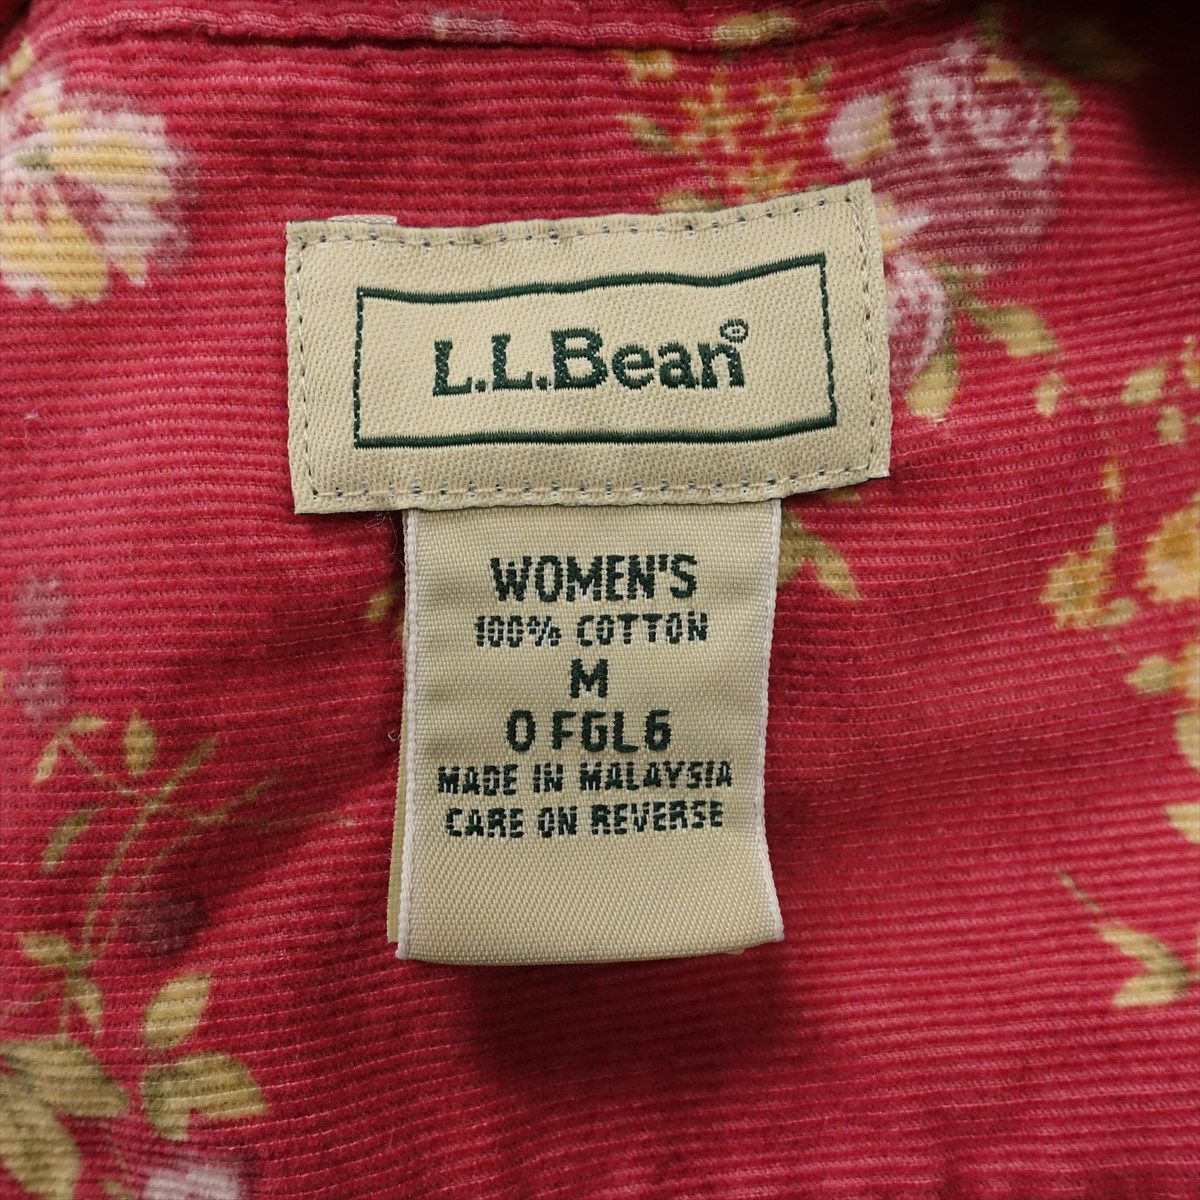 L.L.Bean®
WOMEN'S
100% COTTON
M
0 FGL6
MADE IN MALAYSIA
CARE ON REVERSE